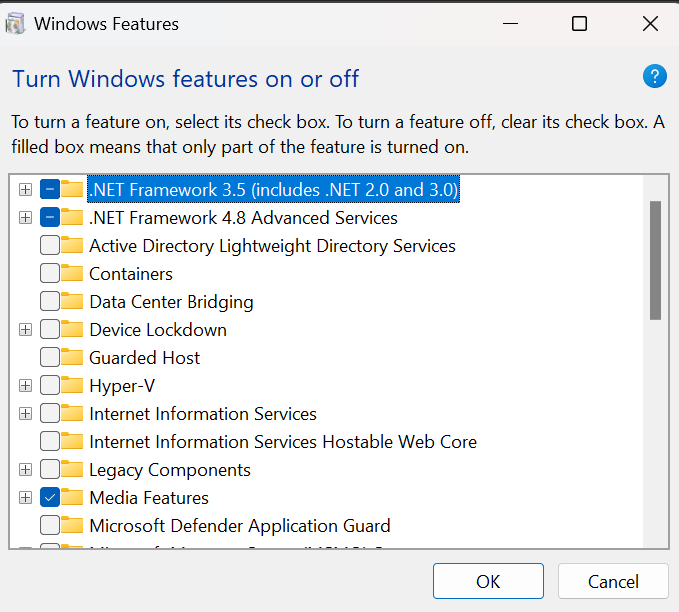 Windows Features
Turn Windows features on or off
?
To turn a feature on, select its check box. To turn a feature off, clear its check box. A
filled box means that only part of the feature is turned on.
.NET Framework 3.5 (includes .NET 2.0 and 3.0)
.NET Framework 4.8 Advanced Services
Active Directory Lightweight Directory Services
Containers
Data Center Bridging
Device Lockdown
Guarded Host
Hyper-V
Internet Information Services
Internet Information Services Hostable Web Core
Legacy Components
Media Features
Microsoft Defender Application Guard
OK
Cancel